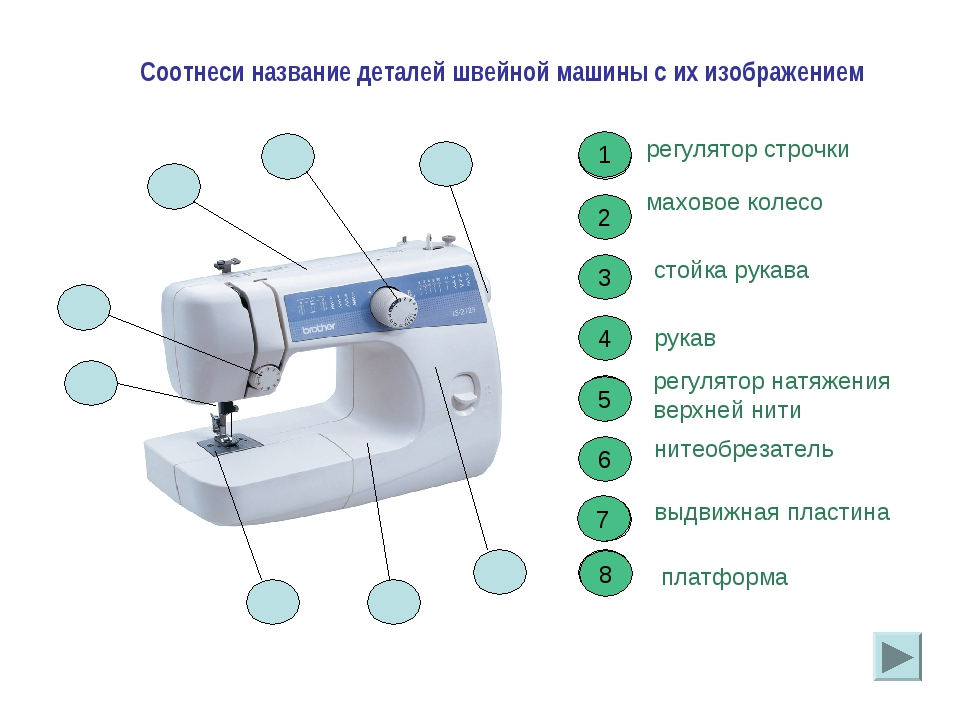 Соотнеси название деталей швейной машины с их изображением
1 регулятор строчки
2 маховое колесо
3 стойка рукава
4 рукав
5 регулятор натяжения
верхней нити
6 нитеобрезатель
7 выдвижная пластина
8 платформа
brother